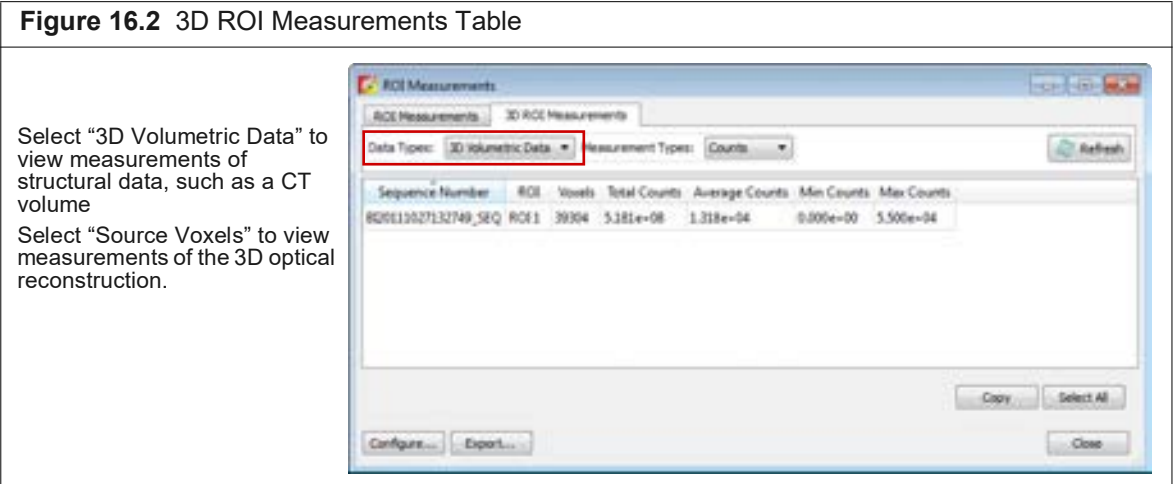 Figure 16.2 3D ROI Measurements Table
Select “3D Volumetric Data” to
view measurements of
structural data, such as a CT
volume
Select “Source Voxels” to view
measurements of the 3D optical
reconstruction.
ROI Measurements
ROI Measurements 3D ROI Measurements
Data Types: 3D Volumetric Data Measurement Types: Counts Refresh
Sequence Number ROI Voxels Total Counts Average Counts Min Counts Max Counts
ROI 1 39304 5.181e+08 1.318e+04 0.000e+00 5.500e+04
Copy Select All
Configure... Export... Close